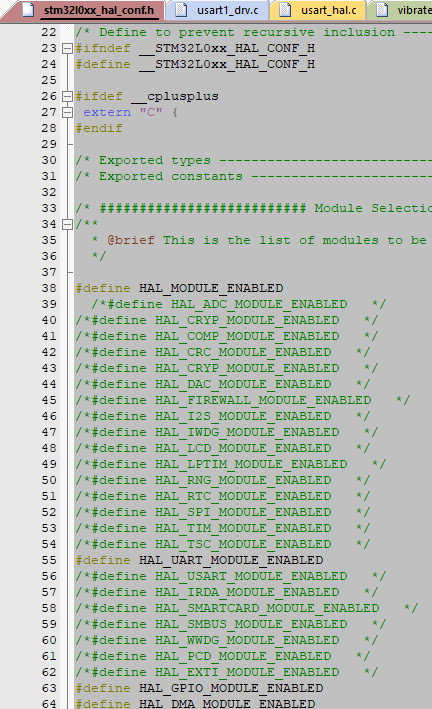 stm32l0xx_hal_conf.h usart1_drv.c usart_hal.c vibrate
22 /* Define to prevent recursive inclusion ----
23 #ifndef __STM32L0xx_HAL_CONF_H
24 #define __STM32L0xx_HAL_CONF_H
25
26 #ifdef __cplusplus
27 extern "C" {
28 #endif
29
30 /* Exported types --------------------------
31 /* Exported constants -----------------------
32
33 /* ########################## Module Selectio
34 /**
35 * @brief This is the list of modules to be
36 */
37
38 #define HAL_MODULE_ENABLED
39 /*#define HAL_ADC_MODULE_ENABLED */
40 /*#define HAL_CRYP_MODULE_ENABLED */
41 /*#define HAL_COMP_MODULE_ENABLED */
42 /*#define HAL_CRC_MODULE_ENABLED */
43 /*#define HAL_CRYP_MODULE_ENABLED */
44 /*#define HAL_DAC_MODULE_ENABLED */
45 /*#define HAL_FIREWALL_MODULE_ENABLED */
46 /*#define HAL_I2S_MODULE_ENABLED */
47 /*#define HAL_IWDG_MODULE_ENABLED */
48 /*#define HAL_LCD_MODULE_ENABLED */
49 /*#define HAL_LPTIM_MODULE_ENABLED */
50 /*#define HAL_RNG_MODULE_ENABLED */
51 /*#define HAL_RTC_MODULE_ENABLED */
52 /*#define HAL_SPI_MODULE_ENABLED */
53 /*#define HAL_TIM_MODULE_ENABLED */
54 /*#define HAL_TSC_MODULE_ENABLED */
55 #define HAL_UART_MODULE_ENABLED
56 /*#define HAL_USART_MODULE_ENABLED */
57 /*#define HAL_IRDA_MODULE_ENABLED */
58 /*#define HAL_SMARTCARD_MODULE_ENABLED */
59 /*#define HAL_SMBUS_MODULE_ENABLED */
60 /*#define HAL_WWDG_MODULE_ENABLED */
61 /*#define HAL_PCD_MODULE_ENABLED */
62 /*#define HAL_EXTI_MODULE_ENABLED */
63 #define HAL_GPIO_MODULE_ENABLED
64 #define HAL_DMA_MODULE_ENABLED